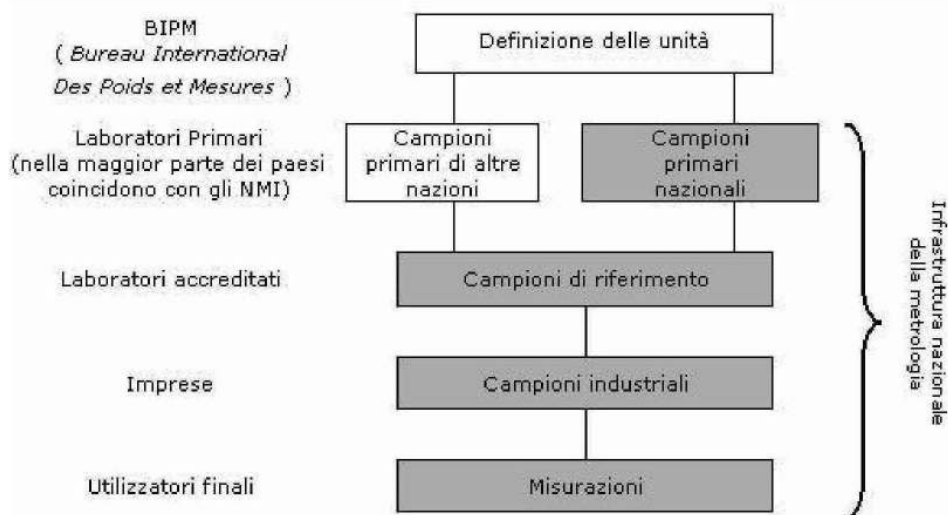 BIPM
( Bureau International
Des Poids et Mesures )
Definizione delle unità
Laboratori Primari
(nella maggior parte dei paesi
coincidono con gli NMI)
Campioni
primari di altre
nazioni
Campioni
primari
nazionali
Laboratori accreditati
Campioni di riferimento
Imprese
Campioni industriali
Utilizzatori finali
Misurazioni
Infrastruttura nazionale
della metrologia